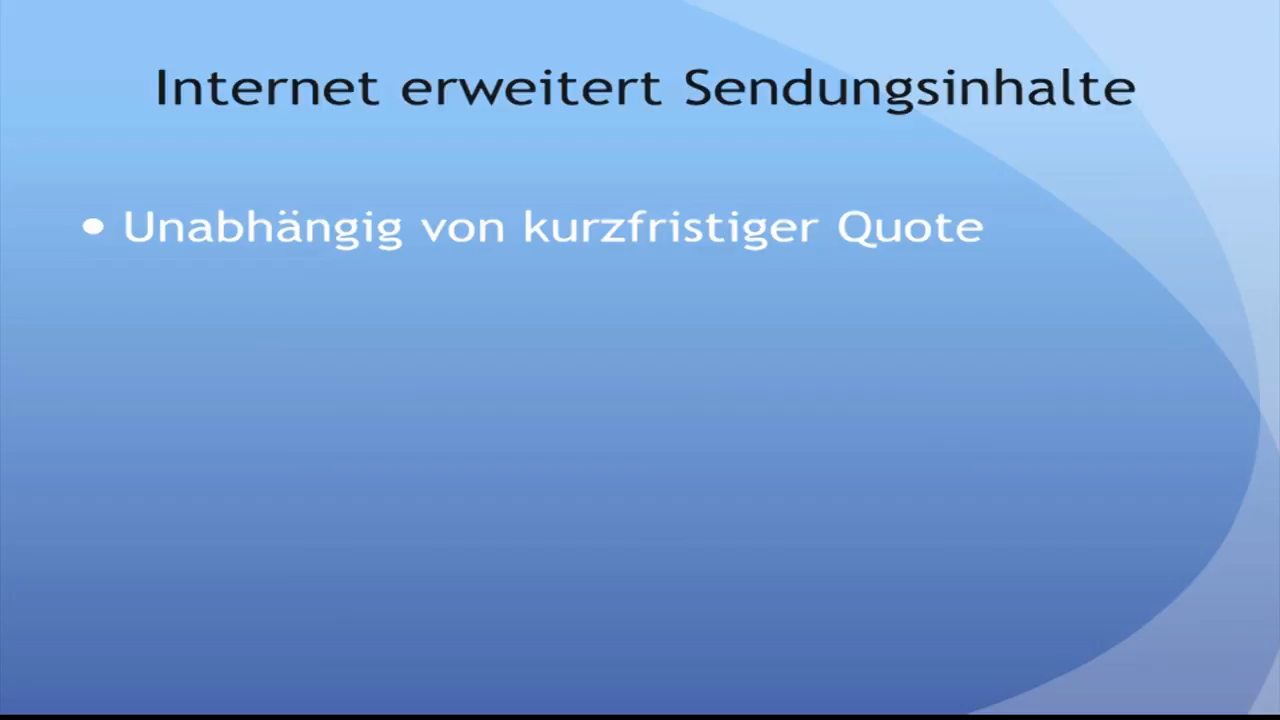 Internet erweitert Sendungsinhalte
• Unabhängig von kurzfristiger Quote